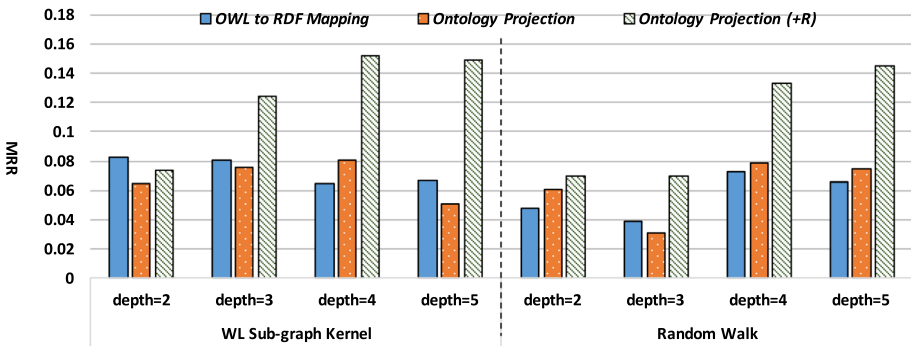 OWL to RDF Mapping Ontology Projection Ontology Projection (+R)
0.18
0.16
0.14
0.12
0.1
0.08
0.06
0.04
0.02
0
MRR
depth=2 depth=3 depth=4 depth=5 depth=2 depth=3 depth=4 depth=5
WL Sub-graph Kernel Random Walk